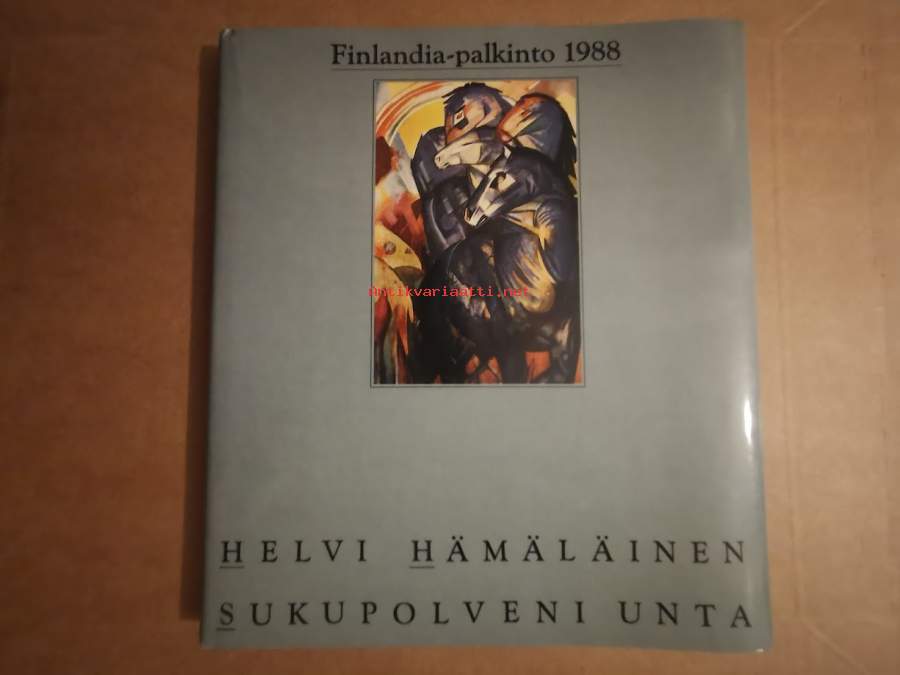 Finlandia-palkinto 1988
Antikvariaatti.net
HELVI HÄMÄLÄINEN
SUKUPOLVENI UNTA